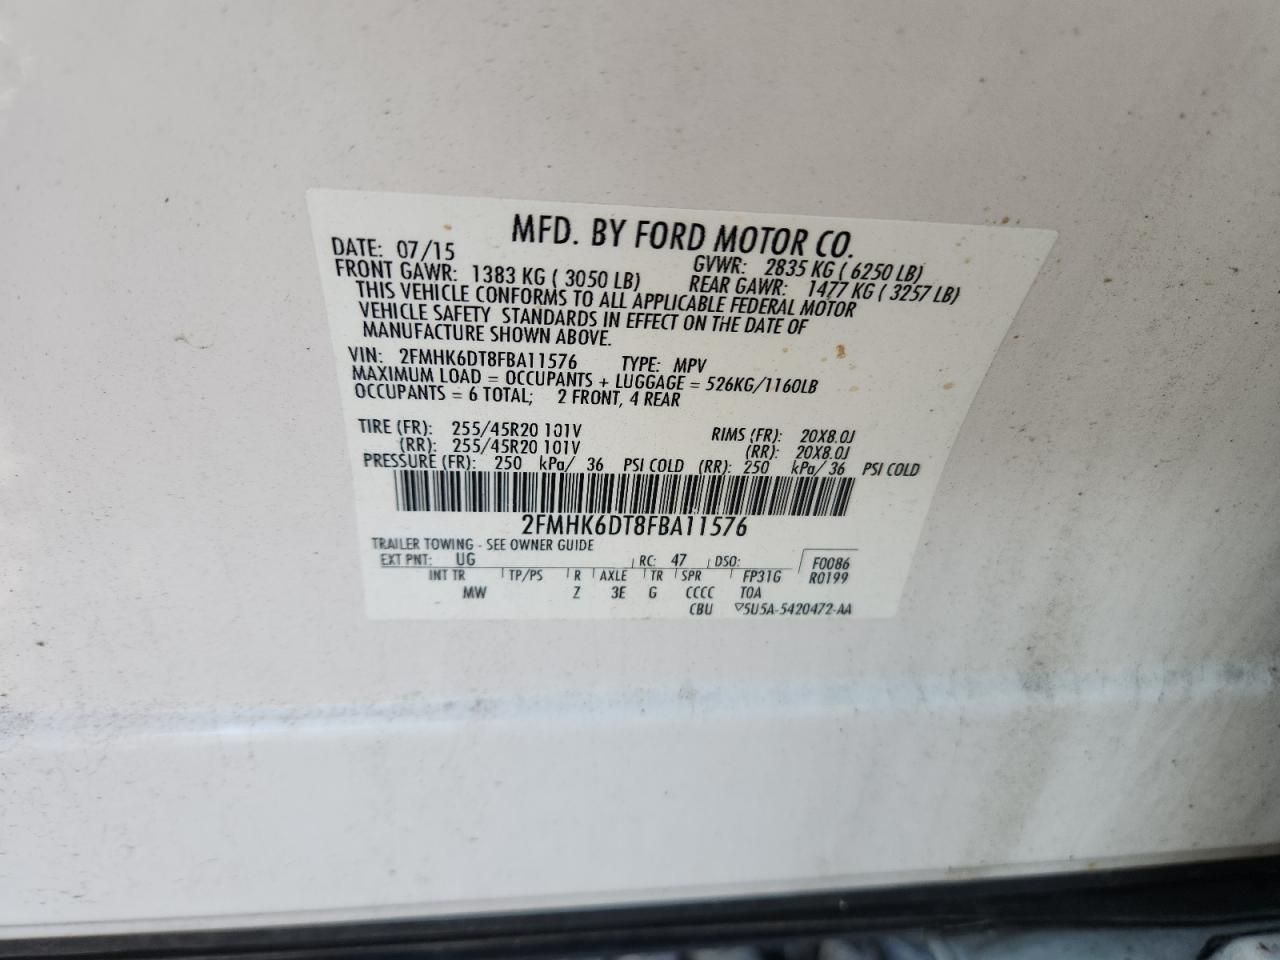 MFD. BY FORD MOTOR CO.
DATE: 07/15 GVWR: 2835 KG ( 6250 LB)
FRONT GAWR: 1383 KG ( 3050 LB) REAR GAWR: 1477 KG ( 3257 LB)
THIS VEHICLE CONFORMS TO ALL APPLICABLE FEDERAL MOTOR
VEHICLE SAFETY STANDARDS IN EFFECT ON THE DATE OF
MANUFACTURE SHOWN ABOVE.
VIN: 2FMHK6DT8FBA11576 TYPE: MPV
MAXIMUM LOAD = OCCUPANTS + LUGGAGE = 526KG/1160LB
OCCUPANTS = 6 TOTAL; 2 FRONT, 4 REAR
TIRE (FR): 255/45R20 101V RIMS (FR): 20X8.0J
(RR): 255/45R20 101V (RR): 20X8.0J
PRESSURE (FR): 250 kPa/ 36 PSI COLD (RR): 250 kPa/ 36 PSI COLD
2FMHK6DT8FBA11576
TRAILER TOWING - SEE OWNER GUIDE
EXT PNT: UG RC: 47 DSO: F0086
INT TR TP/PS R AXLE TR SPR FP31G R0199
MW Z 3E G CCCC TOA
CBU 5U5A-5420472-AA